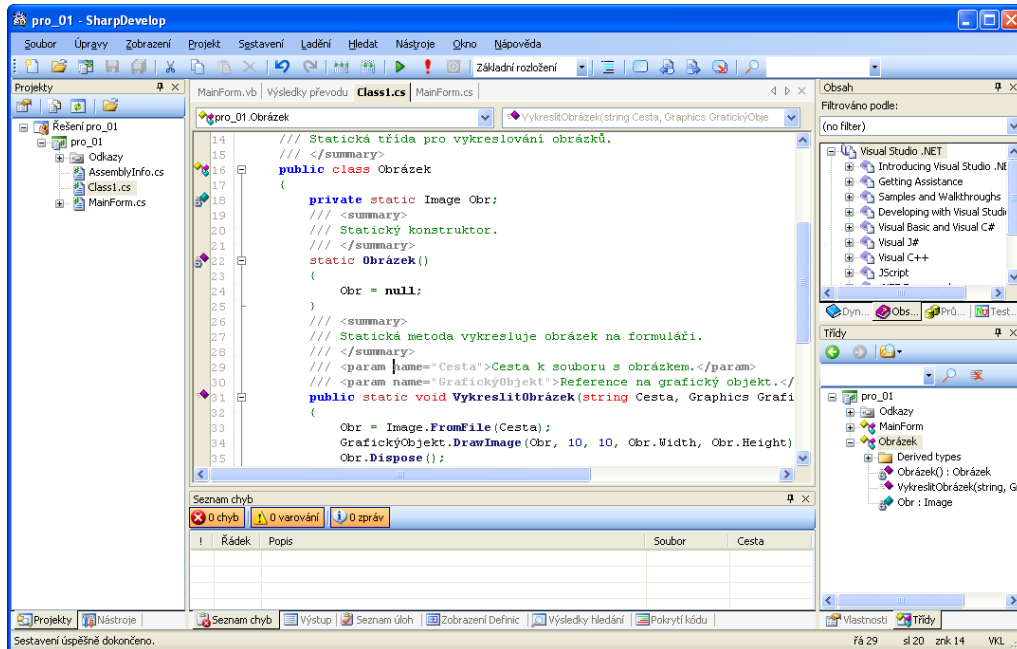 pro_01 - SharpDevelop
Soubor Úpravy Zobrazení Projekt Sestavení Ladění Hledat Nástroje Okno Nápověda
Základní rozložení
Projekty
Řešení pro_01
pro_01
Odkazy
AssemblyInfo.cs
Class1.cs
MainForm.cs
MainForm.vb Výsledky převodu Class1.cs MainForm.cs
pro_01.Obrázek VykreslitObrázek(string Cesta, Graphics GrafickýObje
14 /// Statická třída pro vykreslování obrázků.
15 /// </summary>
16 public class Obrázek
17 {
18 private static Image Obr;
19 /// <summary>
20 /// Statický konstruktor.
21 /// </summary>
22 static Obrázek()
23 {
24 Obr = null;
25 }
26 /// <summary>
27 /// Statická metoda vykresluje obrázek na formuláři.
28 /// </summary>
29 /// <param name="Cesta">Cesta k souboru s obrázkem.</param>
30 /// <param name="GrafickýObjekt">Reference na grafický objekt.</
31 public static void VykreslitObrázek(string Cesta, Graphics Grafi
32 {
33 Obr = Image.FromFile(Cesta);
34 GrafickýObjekt.DrawImage(Obr, 10, 10, Obr.Width, Obr.Height)
35 Obr.Dispose();
Seznam chyb
0 chyb 0 varování 0 zpráv
! Řádek Popis Soubor Cesta
Obsah
Filtrováno podle:
(no filter)
Visual Studio .NET
Introducing Visual Studio .NE
Getting Assistance
Samples and Walkthroughs
Developing with Visual Studi
Visual Basic and Visual C#
Visual J#
Visual C++
JScript
Dyn... Obs... Prů... Test...
Třídy
pro_01
Odkazy
MainForm
Obrázek
Derived types
Obrázek() : Obrázek
VykreslitObrázek(string, G
Obr : Image
Projekty Nástroje Seznam chyb Výstup Seznam úloh Zobrazení Definic Výsledky hledání Pokrytí kódu Vlastnosti Třídy
Sestavení úspěšně dokončeno. řá 29 sl 20 znk 14 VKL